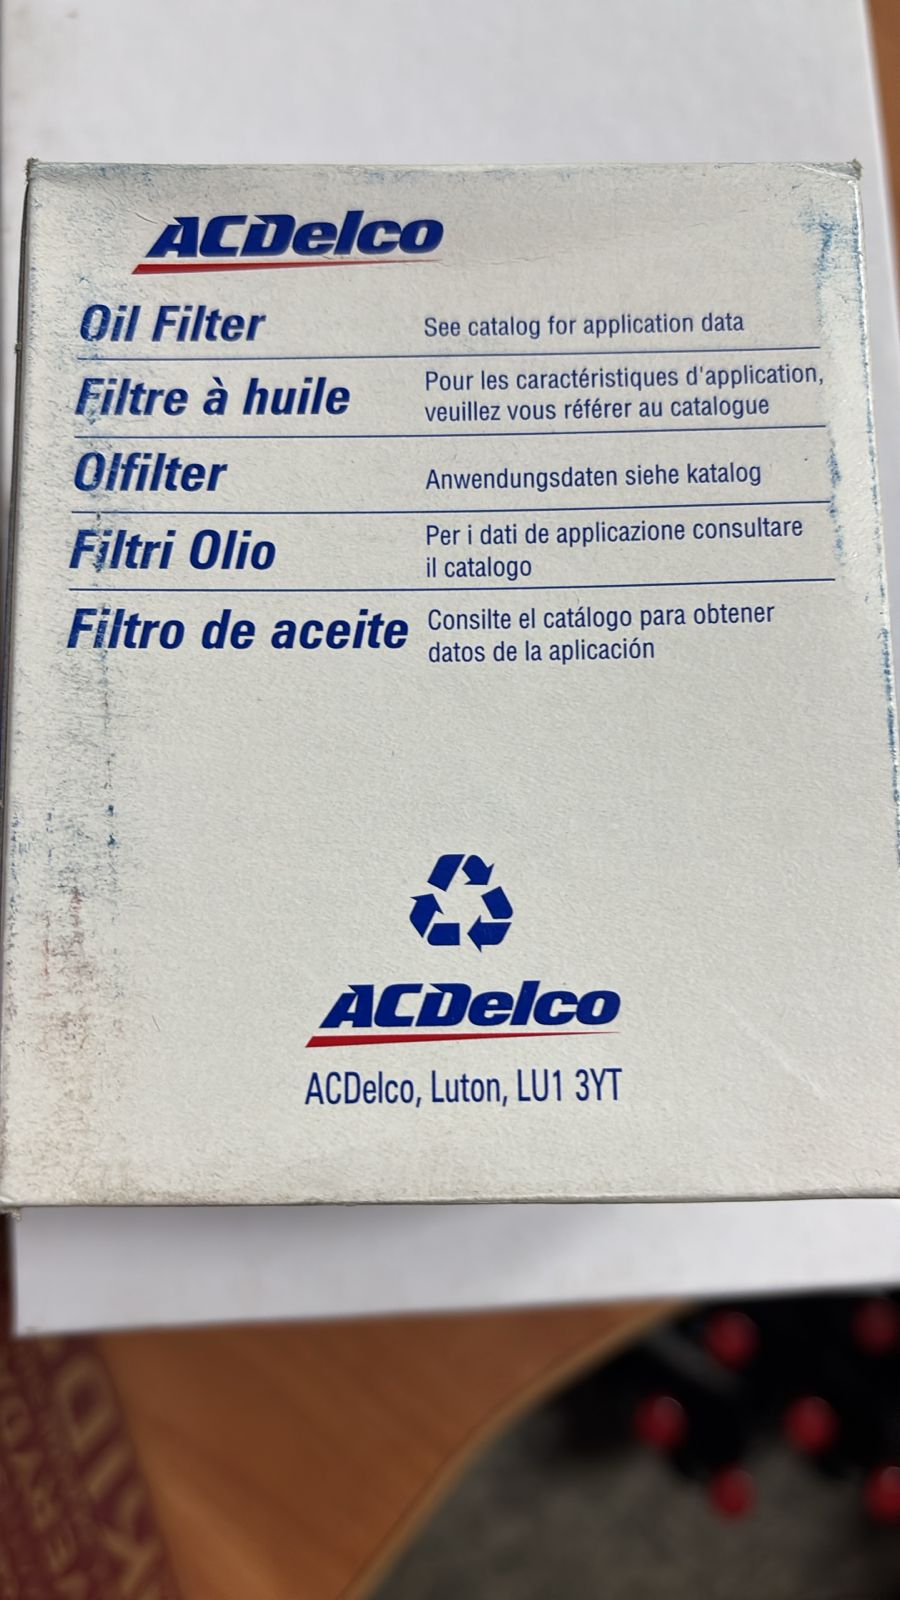 ACDelco
Oil Filter
See catalog for application data
Filtre à huile
Pour les caractéristiques d'application,
veuillez vous référer au catalogue
Olfilter
Anwendungsdaten siehe katalog
Filtri Olio
Per i dati de applicazione consultare
il catalogo
Filtro de aceite
Consilte el catálogo para obtener
datos de la aplicación
ACDelco
ACDelco, Luton, LU1 3YT